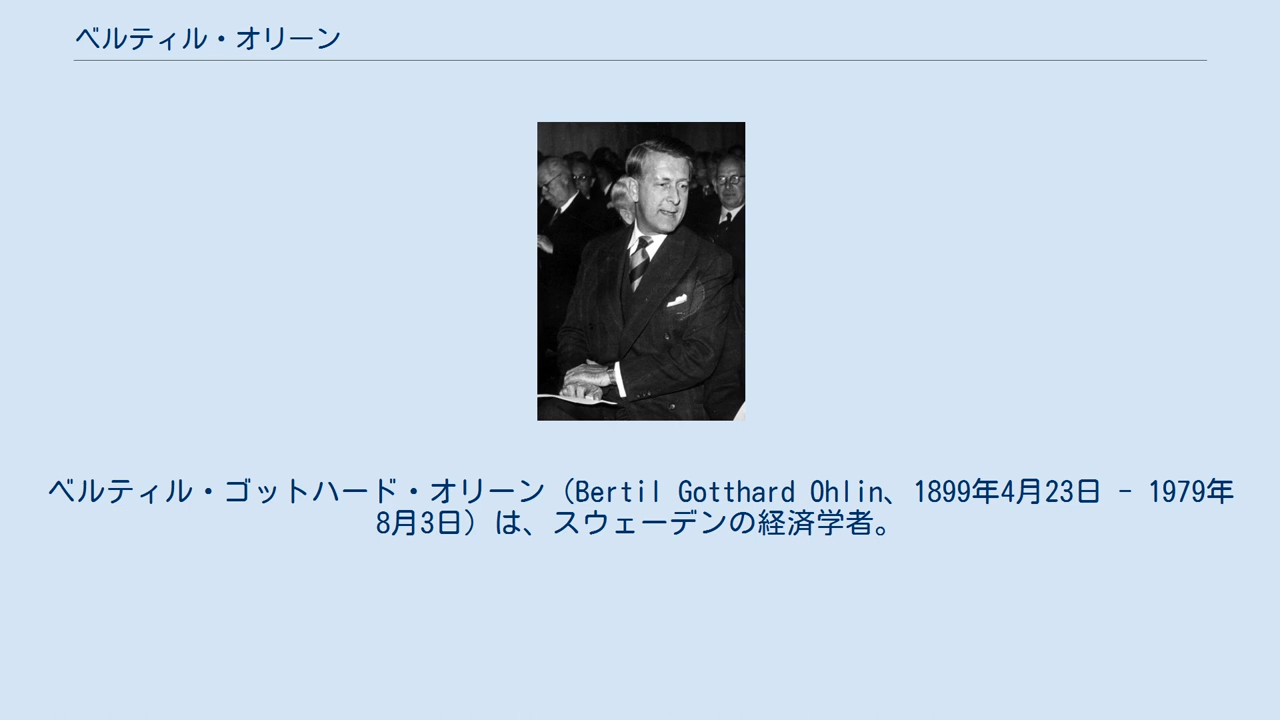 ベルティル・オリーン
ベルティル・ゴットハード・オリーン（Bertil Gotthard Ohlin、1899年4月23日 - 1979年
8月3日）は、スウェーデンの経済学者。